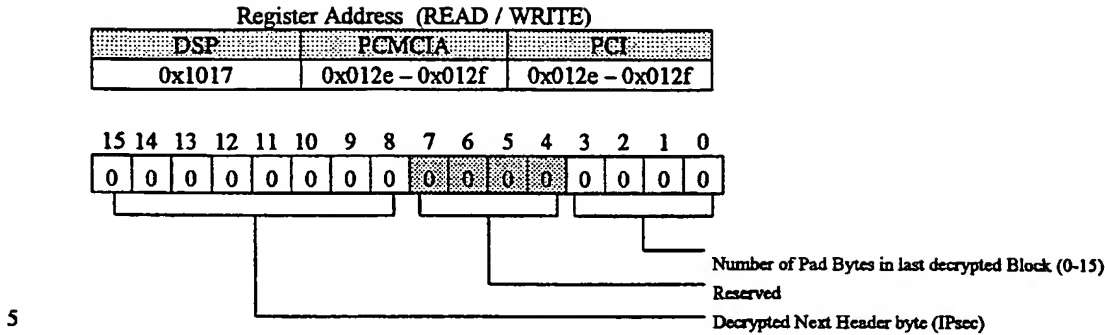 Register Address (READ / WRITE)
DSP PCMCIA PCI
0x1017 0x012e – 0x012f 0x012e – 0x012f
15 14 13 12 11 10 9 8 7 6 5 4 3 2 1 0
0 0 0 0 0 0 0 0 0 0 0 0 0 0 0 0
Number of Pad Bytes in last decrypted Block (0-15)
Reserved
5 Decrypted Next Header byte (IPsec)